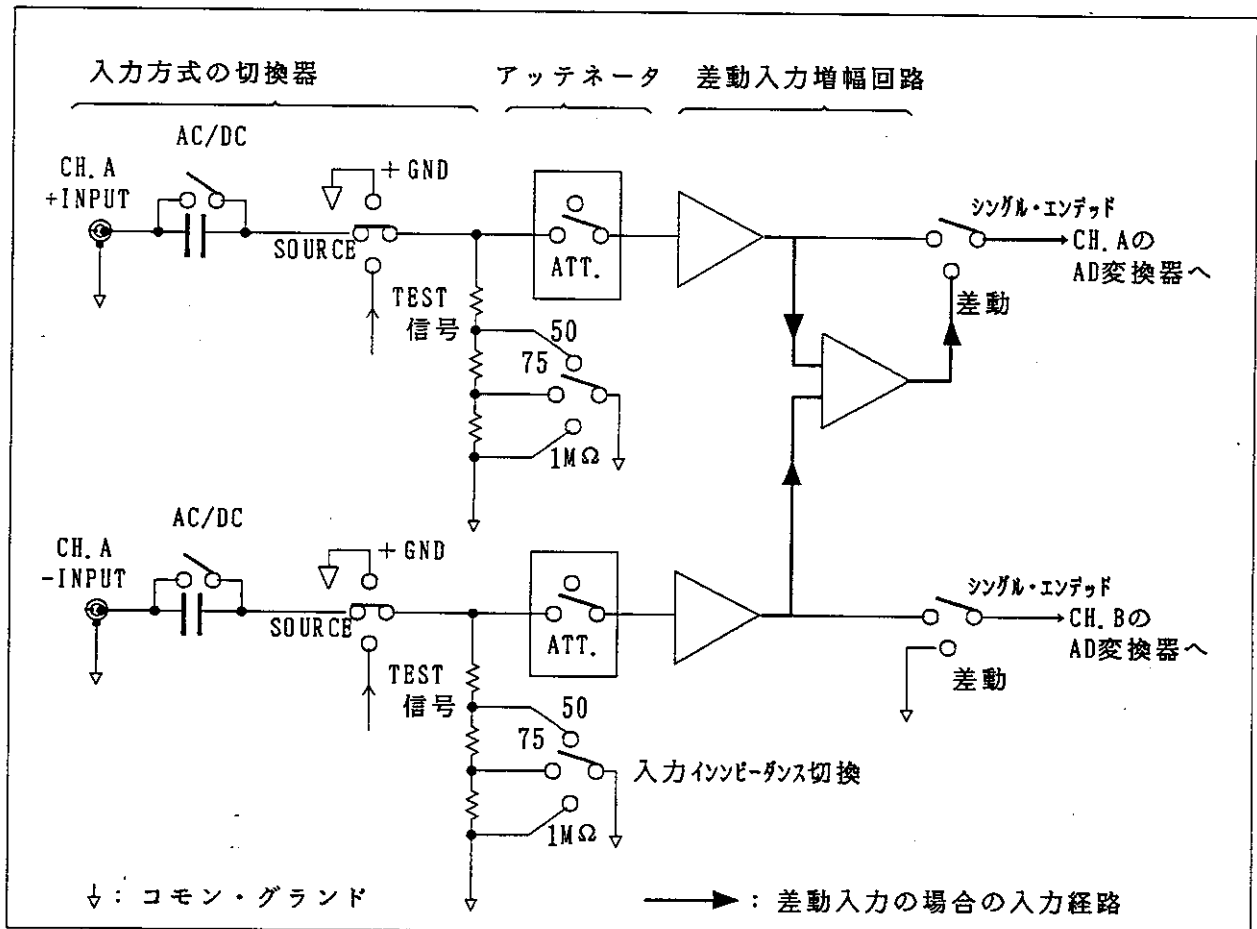 入力方式の切換器
アッテネータ
差動入力増幅回路
AC/DC
CH. A
+INPUT
+GND
SOURCE
TEST
信号
ATT.
50
75
1MΩ
シングル・エンデッド
CH. Aの
AD変換器へ
差動
AC/DC
CH. A
-INPUT
+GND
SOURCE
TEST
信号
ATT.
50
75
1MΩ
入力インンピーダンス切換
シングル・エンデッド
CH. Bの
AD変換器へ
差動
: コモン・グランド
: 差動入力の場合の入力経路